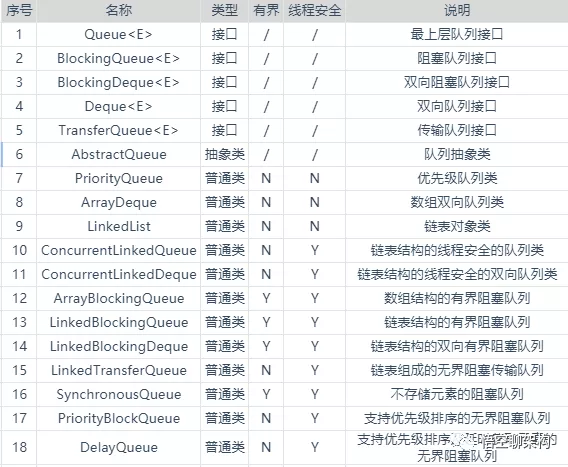 序号 名称 类型 有界 线程安全 说明
1 Queue<E> 接口 / / 最上层队列接口
2 BlockingQueue<E> 接口 / / 阻塞队列接口
3 BlockingDeque<E> 接口 / / 双向阻塞队列接口
4 Deque<E> 接口 / / 双向队列接口
5 TransferQueue<E> 接口 / / 传输队列接口
6 AbstractQueue 抽象类 / / 队列抽象类
7 PriorityQueue 普通类 N N 优先级队列类
8 ArrayDeque 普通类 N N 数组双向队列类
9 LinkedList 普通类 N N 链表对象类
10 ConcurrentLinkedQueue 普通类 N Y 链表结构的线程安全的队列类
11 ConcurrentLinkedDeque 普通类 N Y 链表结构的线程安全的双向队列类
12 ArrayBlockingQueue 普通类 Y Y 数组结构的有界阻塞队列
13 LinkedBlockingQueue 普通类 Y Y 链表结构的有界阻塞队列
14 LinkedBlockingDeque 普通类 Y Y 链表结构的双向有界阻塞队列
15 LinkedTransferQueue 普通类 N Y 链表组成的无界阻塞传输队列
16 SynchronousQueue 普通类 Y Y 不存储元素的阻塞队列
17 PriorityBlockQueue 普通类 N Y 支持优先级排序的无界阻塞队列
18 DelayQueue 普通类 N Y 支持优先级排序
的
无界阻塞队列
悟空聊架构